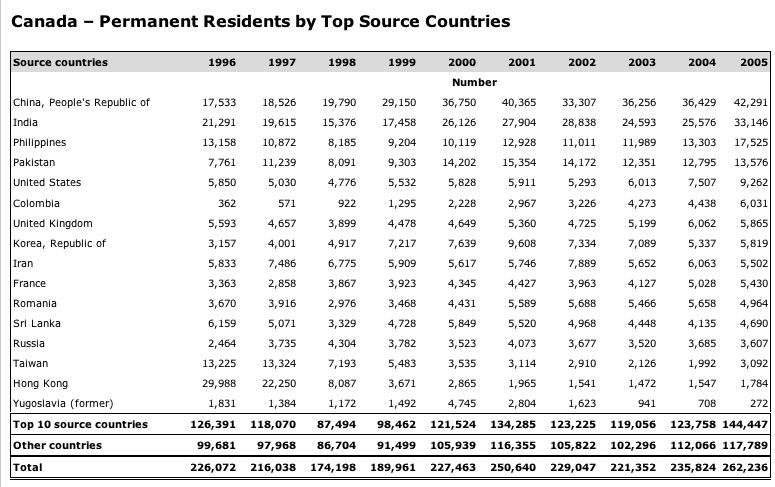 Canada – Permanent Residents by Top Source Countries
Source countries 1996 1997 1998 1999 2000 2001 2002 2003 2004 2005
Number
China, People's Republic of 17,533 18,526 19,790 29,150 36,750 40,365 33,307 36,256 36,429 42,291
India 21,291 19,615 15,376 17,458 26,126 27,904 28,838 24,593 25,576 33,146
Philippines 13,158 10,872 8,185 9,204 10,119 12,928 11,011 11,989 13,303 17,525
Pakistan 7,761 11,239 8,091 9,303 14,202 15,354 14,172 12,351 12,795 13,576
United States 5,850 5,030 4,776 5,532 5,828 5,911 5,293 6,013 7,507 9,262
Colombia 362 571 922 1,295 2,228 2,967 3,226 4,273 4,438 6,031
United Kingdom 5,593 4,657 3,899 4,478 4,649 5,360 4,725 5,199 6,062 5,865
Korea, Republic of 3,157 4,001 4,917 7,217 7,639 9,608 7,334 7,089 5,337 5,819
Iran 5,833 7,486 6,775 5,909 5,617 5,746 7,889 5,652 6,063 5,502
France 3,363 2,858 3,867 3,923 4,345 4,427 3,963 4,127 5,028 5,430
Romania 3,670 3,916 2,976 3,468 4,431 5,589 5,688 5,466 5,658 4,964
Sri Lanka 6,159 5,071 3,329 4,728 5,849 5,520 4,968 4,448 4,135 4,690
Russia 2,464 3,735 4,304 3,782 3,523 4,073 3,677 3,520 3,685 3,607
Taiwan 13,225 13,324 7,193 5,483 3,535 3,114 2,910 2,126 1,992 3,092
Hong Kong 29,988 22,250 8,087 3,671 2,865 1,965 1,541 1,472 1,547 1,784
Yugoslavia (former) 1,831 1,384 1,172 1,492 4,745 2,804 1,623 941 708 272
Top 10 source countries 126,391 118,070 87,494 98,462 121,524 134,285 123,225 119,056 123,758 144,447
Other countries 99,681 97,968 86,704 91,499 105,939 116,355 105,822 102,296 112,066 117,789
Total 226,072 216,038 174,198 189,961 227,463 250,640 229,047 221,352 235,824 262,236